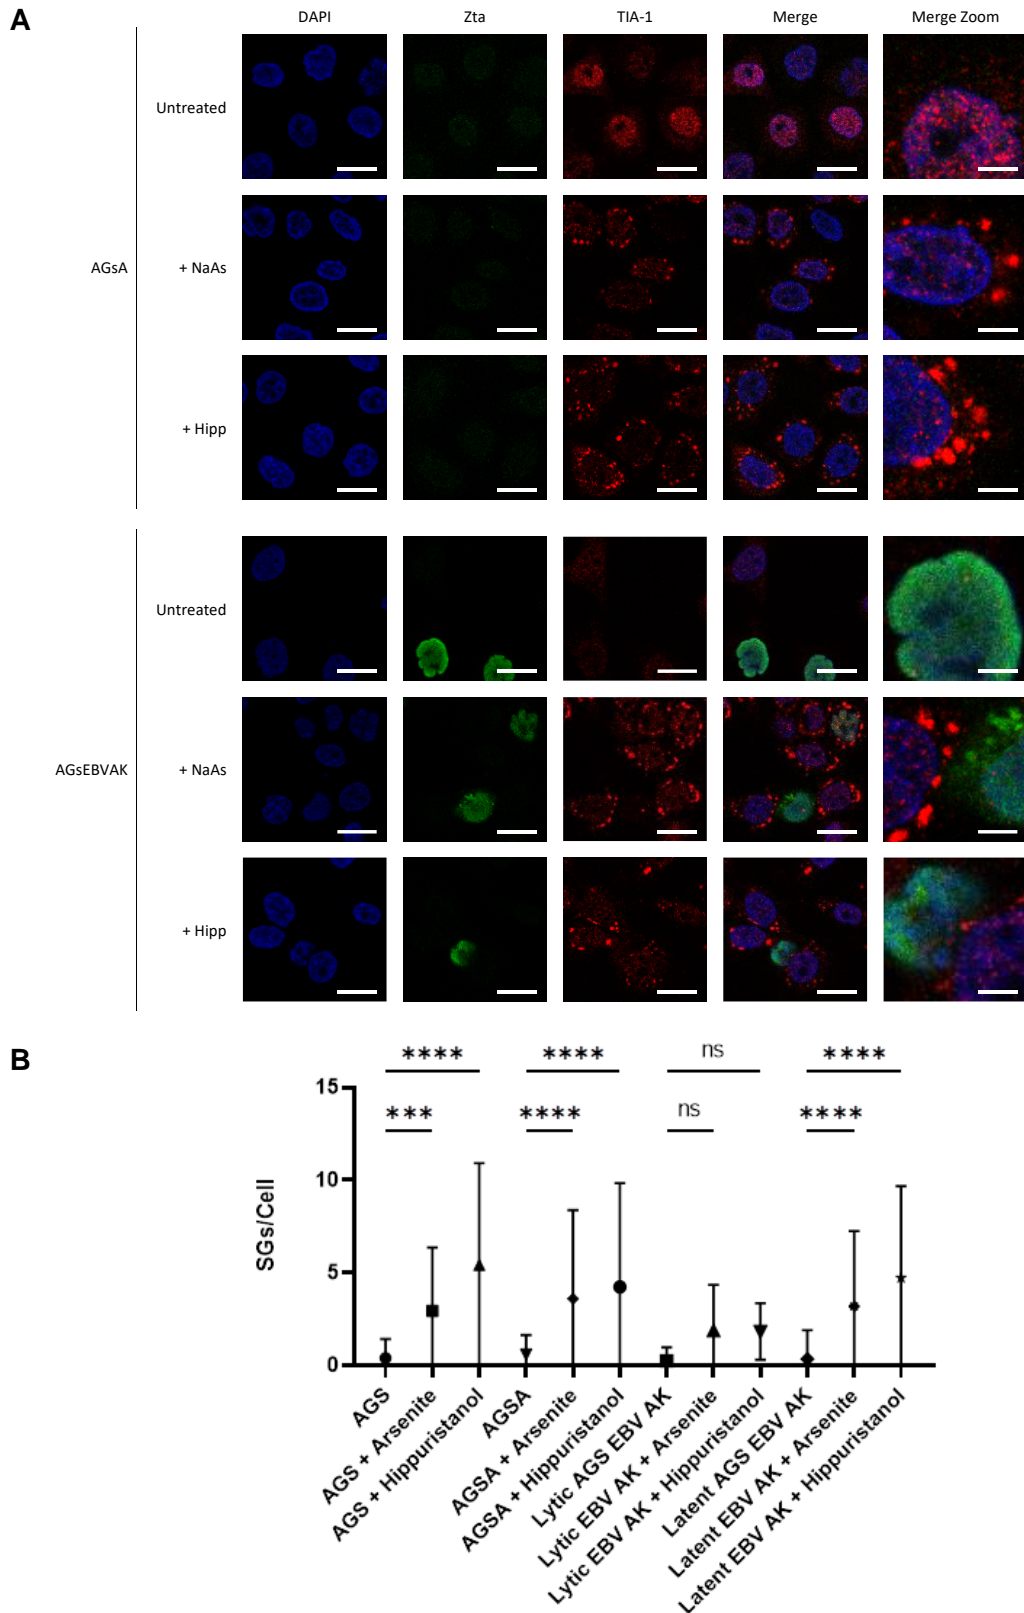 A
DAPI Zta TIA-1 Merge Merge Zoom
Untreated
+ NaAs
AGsA
+ Hipp
Untreated
+ NaAs
AGsEBVAK
+ Hipp
B
**** **** ns ****
*** **** ns ****
15
10
5
0
SGs/Cell
AGS
AGS + Arsenite
AGS + Hippuristanol
AGSA
AGSA + Arsenite
AGSA + Hippuristanol
Lytic AGS EBV AK
Lytic EBV AK + Arsenite
Lytic EBV AK + Hippuristanol
Latent AGS EBV AK
Latent EBV AK + Arsenite
Latent EBV AK + Hippuristanol